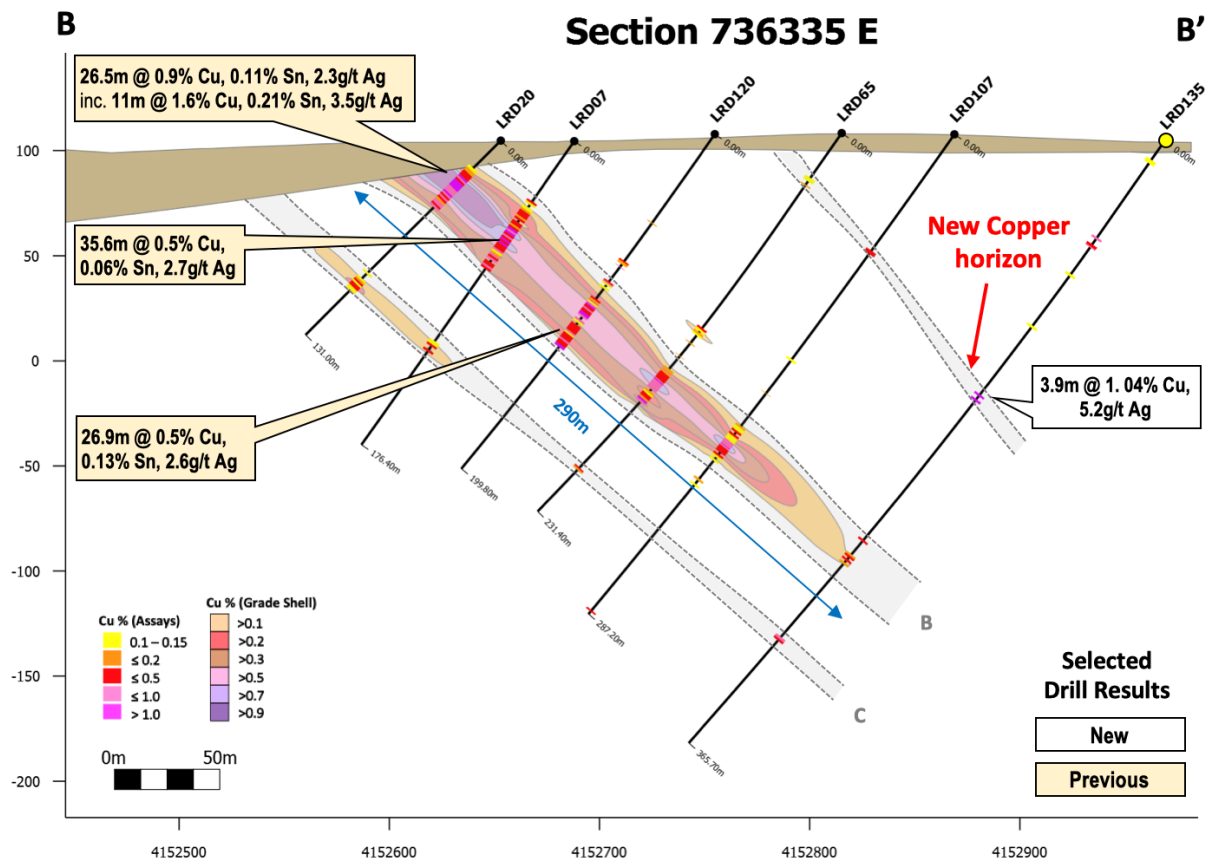 B
Section 736335 E
B’
26.5m @ 0.9% Cu, 0.11% Sn, 2.3g/t Ag
inc. 11m @ 1.6% Cu, 0.21% Sn, 3.5g/t Ag
LRD20
LRD07
LRD120
LRD65
LRD107
LRD135
0.00m
0.00m
0.00m
0.00m
0.00m
0.00m
100
50
0
-50
-100
-150
-200
35.6m @ 0.5% Cu,
0.06% Sn, 2.7g/t Ag
New Copper
horizon
3.9m @ 1. 04% Cu,
5.2g/t Ag
26.9m @ 0.5% Cu,
0.13% Sn, 2.6g/t Ag
290m
131.00m
176.40m
199.80m
231.40m
287.20m
365.70m
B
C
Cu % (Assays)
0.1 – 0.15
≤ 0.2
≤ 0.5
≤ 1.0
> 1.0
Cu % (Grade Shell)
>0.1
>0.2
>0.3
>0.5
>0.7
>0.9
0m
50m
Selected
Drill Results
New
Previous
4152500
4152600
4152700
4152800
4152900